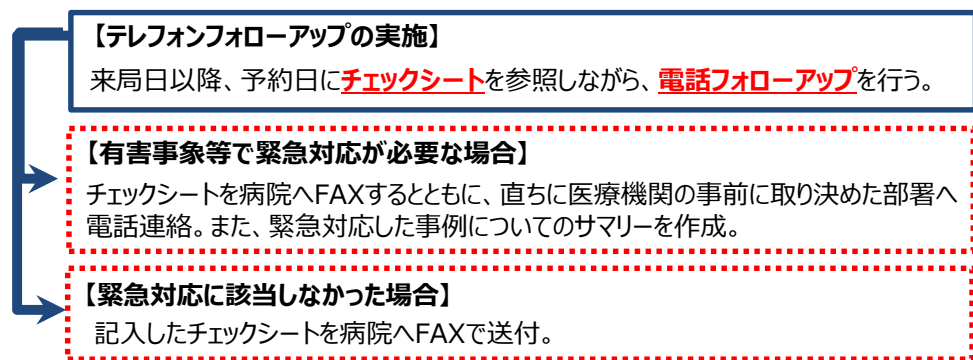 【テレフォンフォローアップの実施】
来局日以降、予約日にチェックシートを参照しながら、電話フォローアップを行う。
【有害事象等で緊急対応が必要な場合】
チェックシートを病院へFAXするとともに、直ちに医療機関の事前に取り決めた部署へ
電話連絡。また、緊急対応した事例についてのサマリーを作成。
【緊急対応に該当しなかった場合】
記入したチェックシートを病院へFAXで送付。